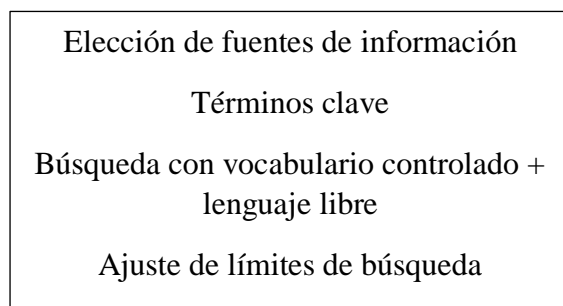 Elección de fuentes de información
Términos clave
Búsqueda con vocabulario controlado +
lenguaje libre
Ajuste de límites de búsqueda